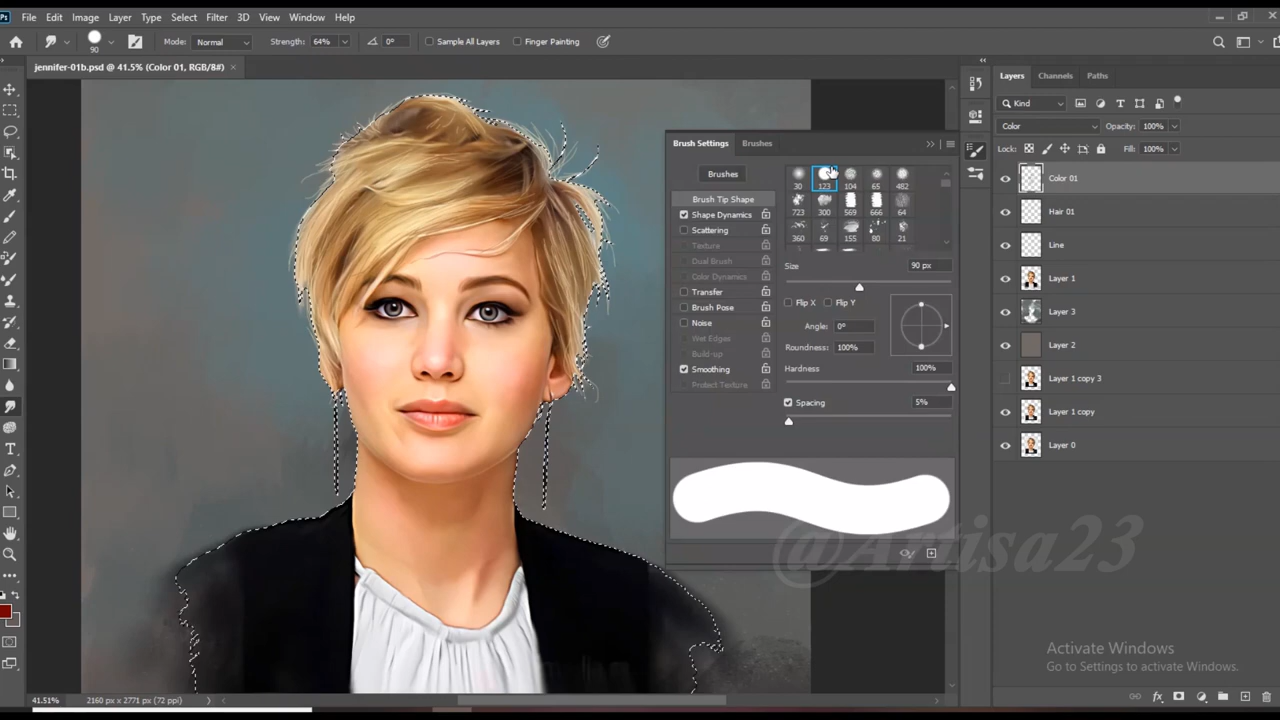 Ps File Edit Image Layer Type Select Filter 3D View Window Help
90 Mode: Normal Strength: 64% 0° Sample All Layers Finger Painting
jennifer-01b.psd @ 41.5% (Color 01, RGB/8#) ×
Layers Channels Paths
Kind
Color Opacity: 100%
Lock: Fill: 100%
Color 01
Hair 01
Line
Layer 1
Layer 3
Layer 2
Layer 1 copy 3
Layer 1 copy
Layer 0
Brush Settings Brushes
Brushes
Brush Tip Shape
Shape Dynamics
Scattering
Texture
Dual Brush
Color Dynamics
Transfer
Brush Pose
Noise
Wet Edges
Build-up
Smoothing
Protect Texture
30 123 104 65 482
723 300 569 666 64
360 69 155 80 21
Size 90 px
Flip X Flip Y
Angle: 0°
Roundness: 100%
Hardness 100%
Spacing 5%
@Artisa23
Activate Windows
Go to Settings to activate Windows.
41.51% 2160 px x 2771 px (72 ppi)